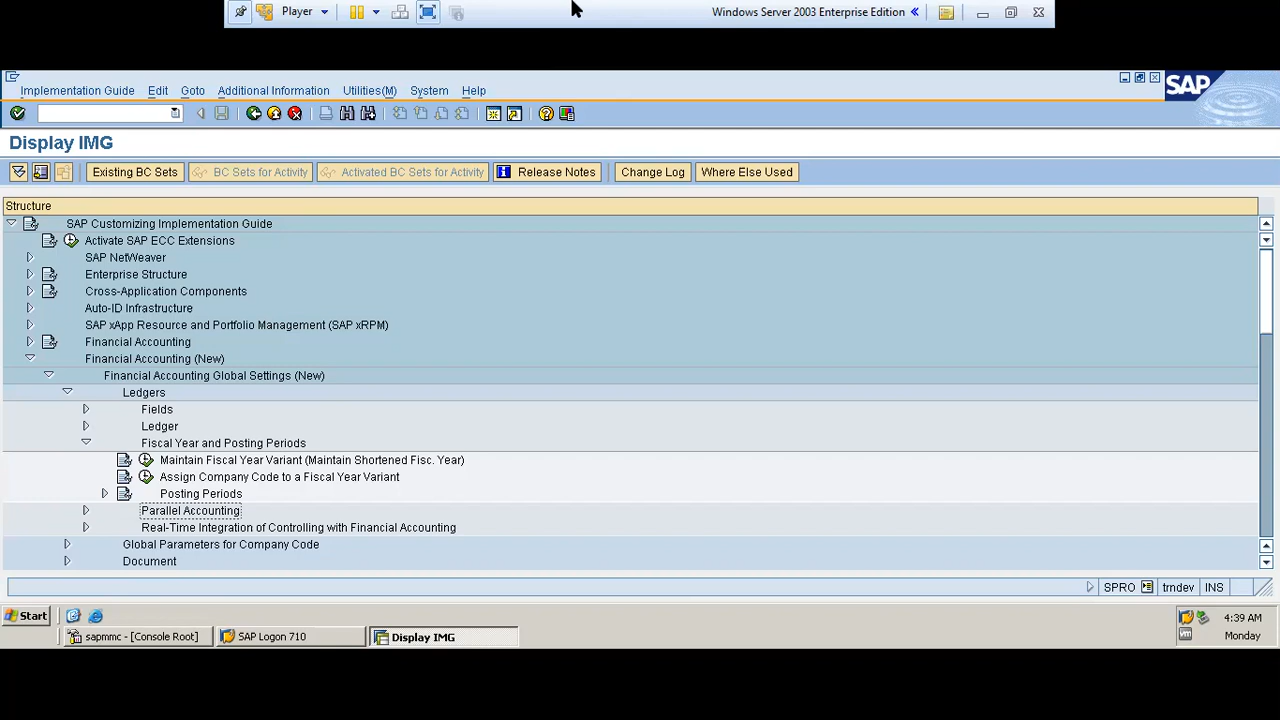 Player
Windows Server 2003 Enterprise Edition
Implementation Guide Edit Goto Additional Information Utilities(M) System Help
SAP
Display IMG
Existing BC Sets BC Sets for Activity Activated BC Sets for Activity Release Notes Change Log Where Else Used
Structure
SAP Customizing Implementation Guide
Activate SAP ECC Extensions
SAP NetWeaver
Enterprise Structure
Cross-Application Components
Auto-ID Infrastructure
SAP xApp Resource and Portfolio Management (SAP xRPM)
Financial Accounting
Financial Accounting (New)
Financial Accounting Global Settings (New)
Ledgers
Fields
Ledger
Fiscal Year and Posting Periods
Maintain Fiscal Year Variant (Maintain Shortened Fisc. Year)
Assign Company Code to a Fiscal Year Variant
Posting Periods
Parallel Accounting
Real-Time Integration of Controlling with Financial Accounting
Global Parameters for Company Code
Document
SPRO trndev INS
Start
4:39 AM
sapmmc - [Console Root] SAP Logon 710 Display IMG
Monday